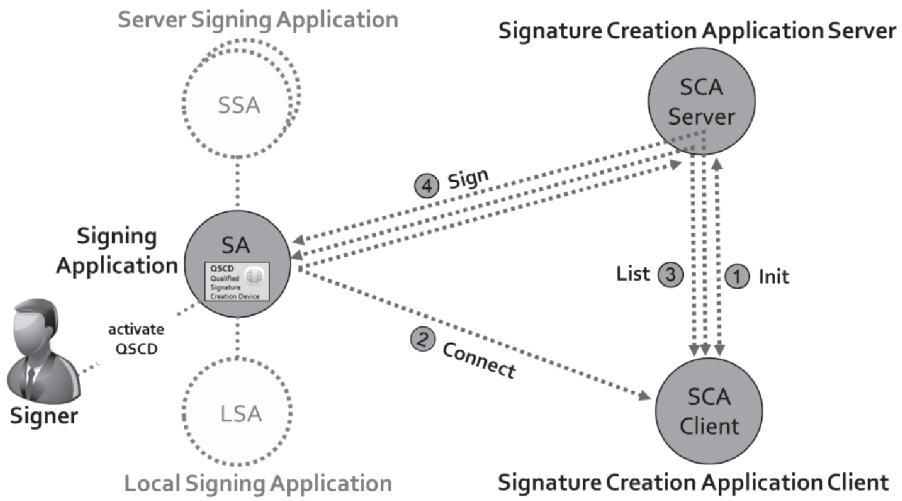 Server Signing Application
Signature Creation Application Server
SSA
SCA
Server
4 Sign
Signing
Application
SA
QSCD
Qualified
Signature
Creation Device
List 3
1 Init
activate
QSCD
2 Connect
Signer
LSA
SCA
Client
Local Signing Application
Signature Creation Application Client